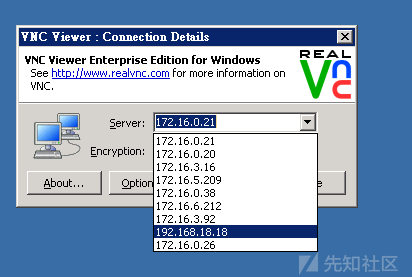 VNC Viewer : Connection Details
VNC Viewer Enterprise Edition for Windows
See http://www.realvnc.com for more information on
VNC.
REAL
VNC
Server: 172.16.0.21
Encryption:
172.16.0.21
172.16.0.20
172.16.3.16
172.16.5.209
172.16.0.38
172.16.6.212
172.16.3.92
192.168.18.18
172.16.0.26
About...
Option
e
先知社区